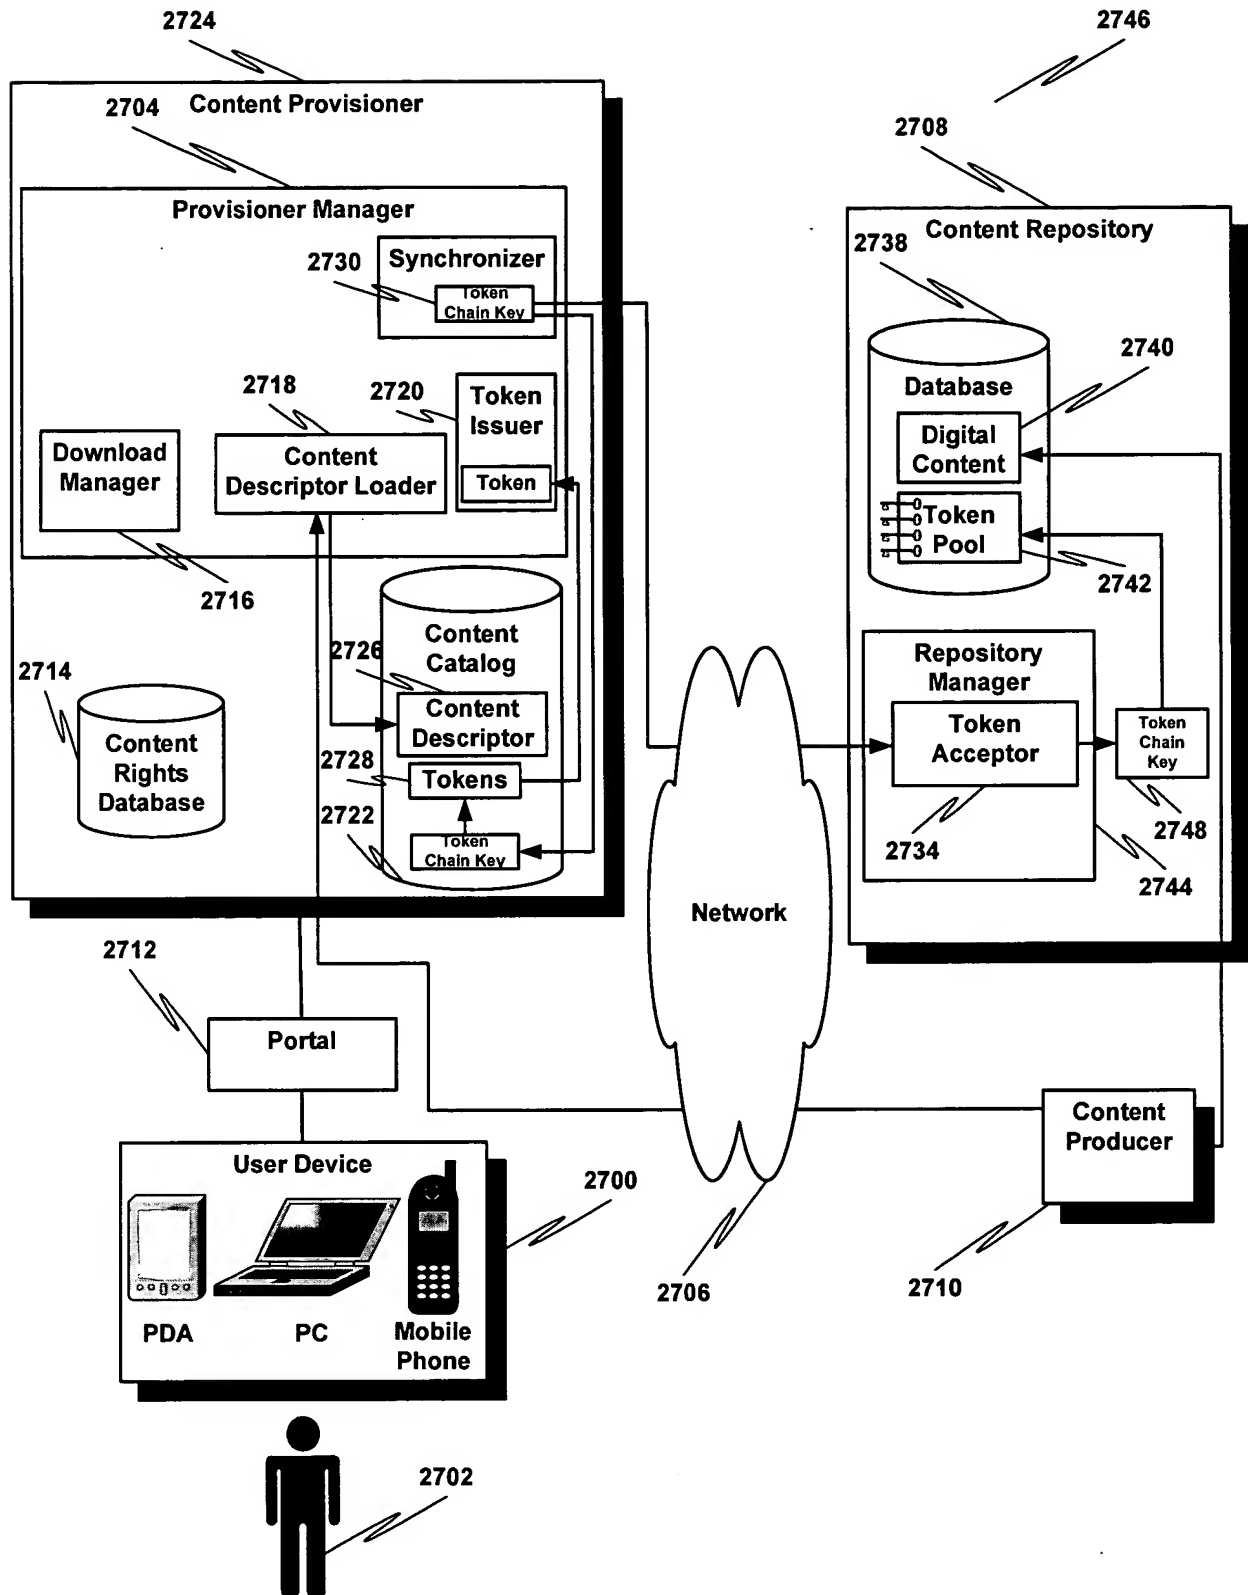 2724
2746
Content Provisioner
2704
2708
Provisioner Manager
Content Repository
2738
Synchronizer
2730
Token
Chain Key
2740
Database
2718
2720
Token
Issuer
Digital
Content
Download
Manager
Content
Descriptor Loader
Token
Token
Pool
2742
2716
Content
Catalog
2726
Repository
Manager
2714
Content
Descriptor
Token
Acceptor
Token
Chain
Key
Content
Rights
Database
2728
Tokens
2722
Token
Chain Key
2734
2748
2744
Network
2712
Portal
Content
Producer
User Device
2700
2706
2710
PDA
PC
Mobile
Phone
2702